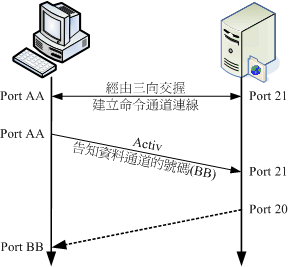 Port AA
經由三向交握
Port 21
建立命令通道連線
Port AA
Activ
告知資料通道的號碼(BB)
Port 21
Port 20
Port BB